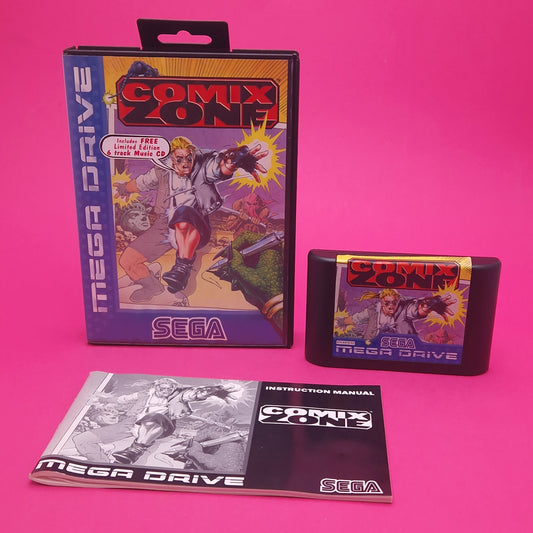 MEGA DRIVE
COMIX
ZONE
Includes FREE
Limited Edition
6 track Music CD
SEGA
COMIX
ZONE
SEGA
MEGA DRIVE
INSTRUCTION MANUAL
COMIX
ZONE
MEGA DRIVE
SEGA